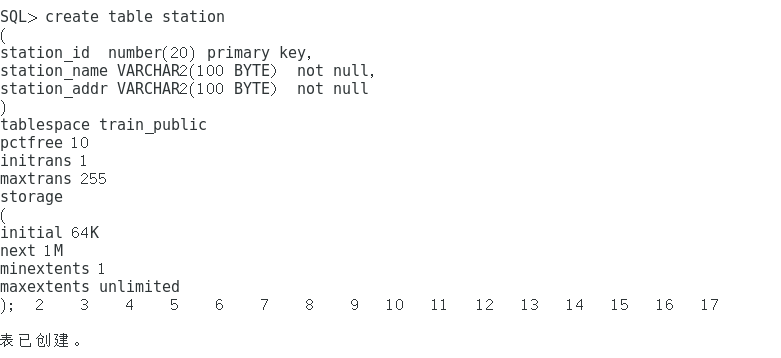 SQL> create table station
(
station_id  number(20) primary key,
station_name VARCHAR2(100 BYTE)  not null,
station_addr VARCHAR2(100 BYTE)  not null
)
tablespace train_public
pctfree 10
initrans 1
maxtrans 255
storage
(
initial 64K
next 1M
minextents 1
maxextents unlimited
);  2    3    4    5    6    7    8    9   10   11   12   13   14   15   16   17
表已创建。